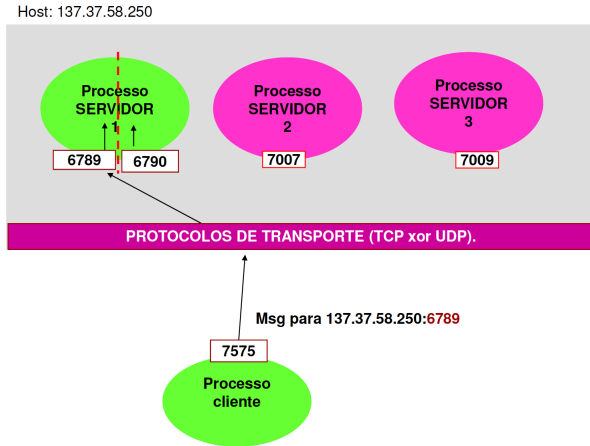 Host: 137.37.58.250
Processo
SERVIDOR
1
Processo
SERVIDOR
2
Processo
SERVIDOR
3
6789
6790
7007
7009
PROTOCOLOS DE TRANSPORTE (TCP xor UDP).
Msg para 137.37.58.250:6789
7575
Processo
cliente